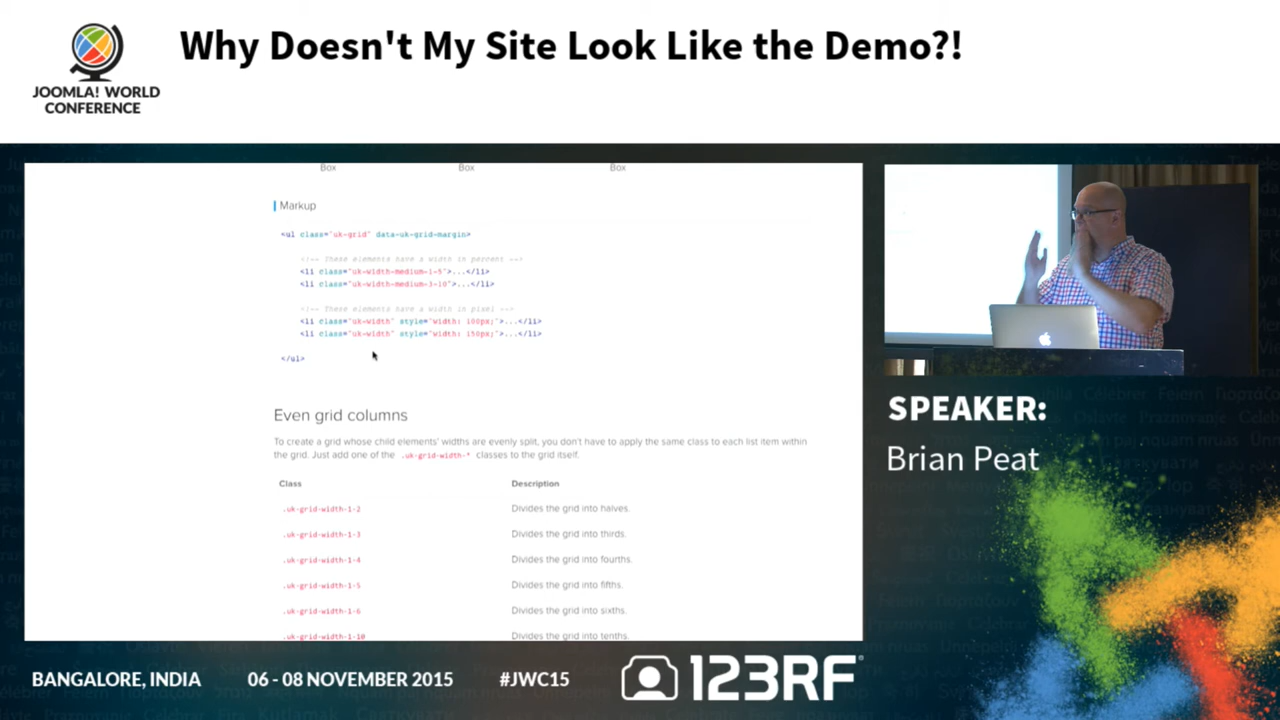 JOOMLA! WORLD
CONFERENCE
Why Doesn't My Site Look Like the Demo?!
Box Box Box
Markup
<ul class="uk-grid" data-uk-grid-margin>
<!-- These elements have a width in percent -->
<li class="uk-width-medium-1-5">...</li>
<li class="uk-width-medium-3-10">...</li>
<!-- These elements have a width in pixel -->
<li class="uk-width" style="width: 100px;">...</li>
<li class="uk-width" style="width: 150px;">...</li>
</ul>
Even grid columns
To create a grid whose child elements' widths are evenly split, you don't have to apply the same class to each list item within
the grid. Just add one of the .uk-grid-width-* classes to the grid itself.
Class Description
.uk-grid-width-1-2 Divides the grid into halves.
.uk-grid-width-1-3 Divides the grid into thirds.
.uk-grid-width-1-4 Divides the grid into fourths.
.uk-grid-width-1-5 Divides the grid into fifths.
.uk-grid-width-1-6 Divides the grid into sixths.
.uk-grid-width-1-10 Divides the grid into tenths.
SPEAKER:
Brian Peat
BANGALORE, INDIA 06 - 08 NOVEMBER 2015 #JWC15 123RF®